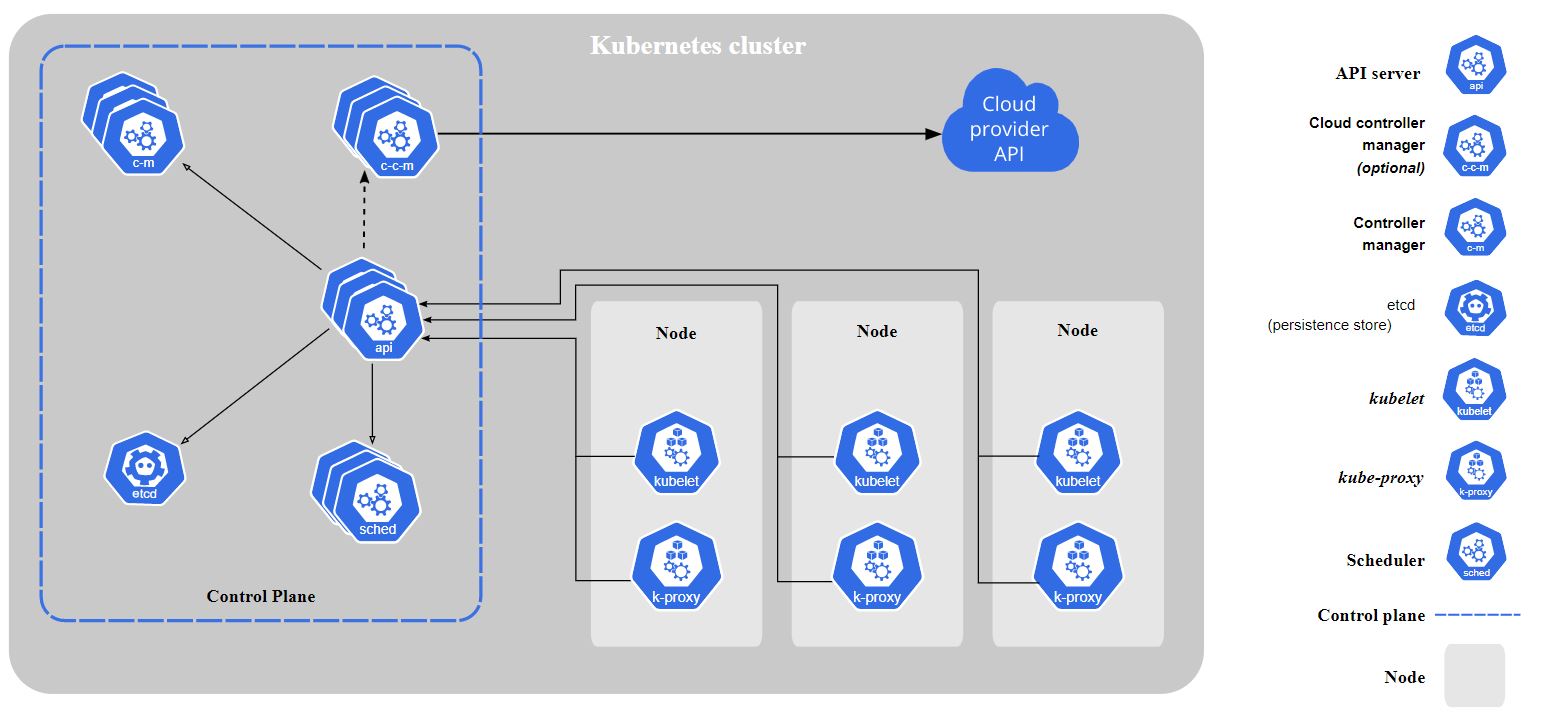 Kubernetes cluster
c-m
c-c-m
Cloud
provider
API
api
etcd
sched
Control Plane
Node
kubelet
k-proxy
Node
kubelet
k-proxy
Node
kubelet
k-proxy
API server
api
Cloud controller
manager
(optional)
c-c-m
Controller
manager
c-m
etcd
(persistence store)
etcd
kubelet
kubelet
kube-proxy
k-proxy
Scheduler
sched
Control plane
Node